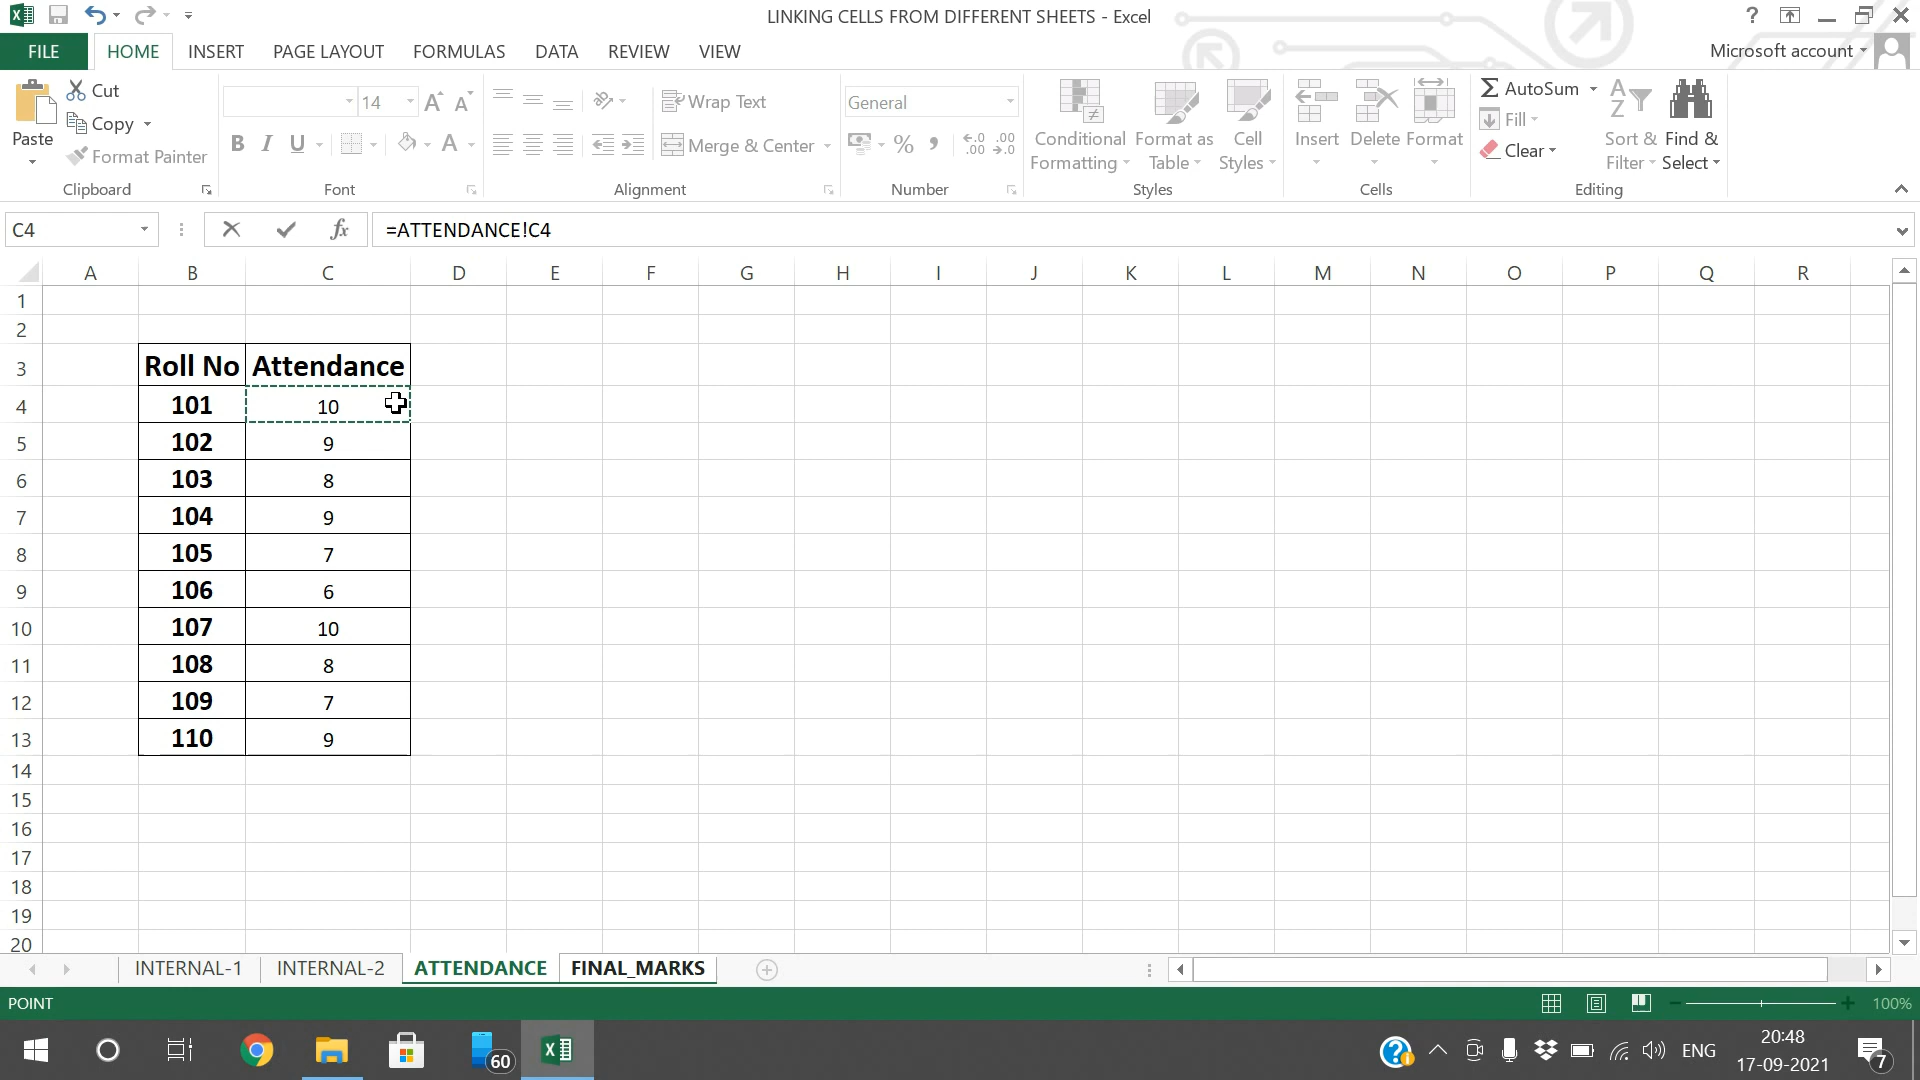 LINKING CELLS FROM DIFFERENT SHEETS - Excel
?
FILE HOME INSERT PAGE LAYOUT FORMULAS DATA REVIEW VIEW Microsoft account
Paste
Cut
Copy
Format Painter
Clipboard
14 A A
B I U A
Font
Wrap Text
Merge & Center
Alignment
General
% , ←.0 .00 .00 →.0
Number
Conditional Formatting
Format as Table
Cell Styles
Styles
Insert Delete Format
Cells
AutoSum
Fill
Clear
Sort & Filter
Find & Select
Editing
C4 fx =ATTENDANCE!C4
A B C D E F G H I J K L M N O P Q R
1
2
3 Roll No Attendance
4 101 10
5 102 9
6 103 8
7 104 9
8 105 7
9 106 6
10 107 10
11 108 8
12 109 7
13 110 9
14
15
16
17
18
19
20
INTERNAL-1 INTERNAL-2 ATTENDANCE FINAL_MARKS
POINT 100%
60 ENG 20:48
17-09-2021 7